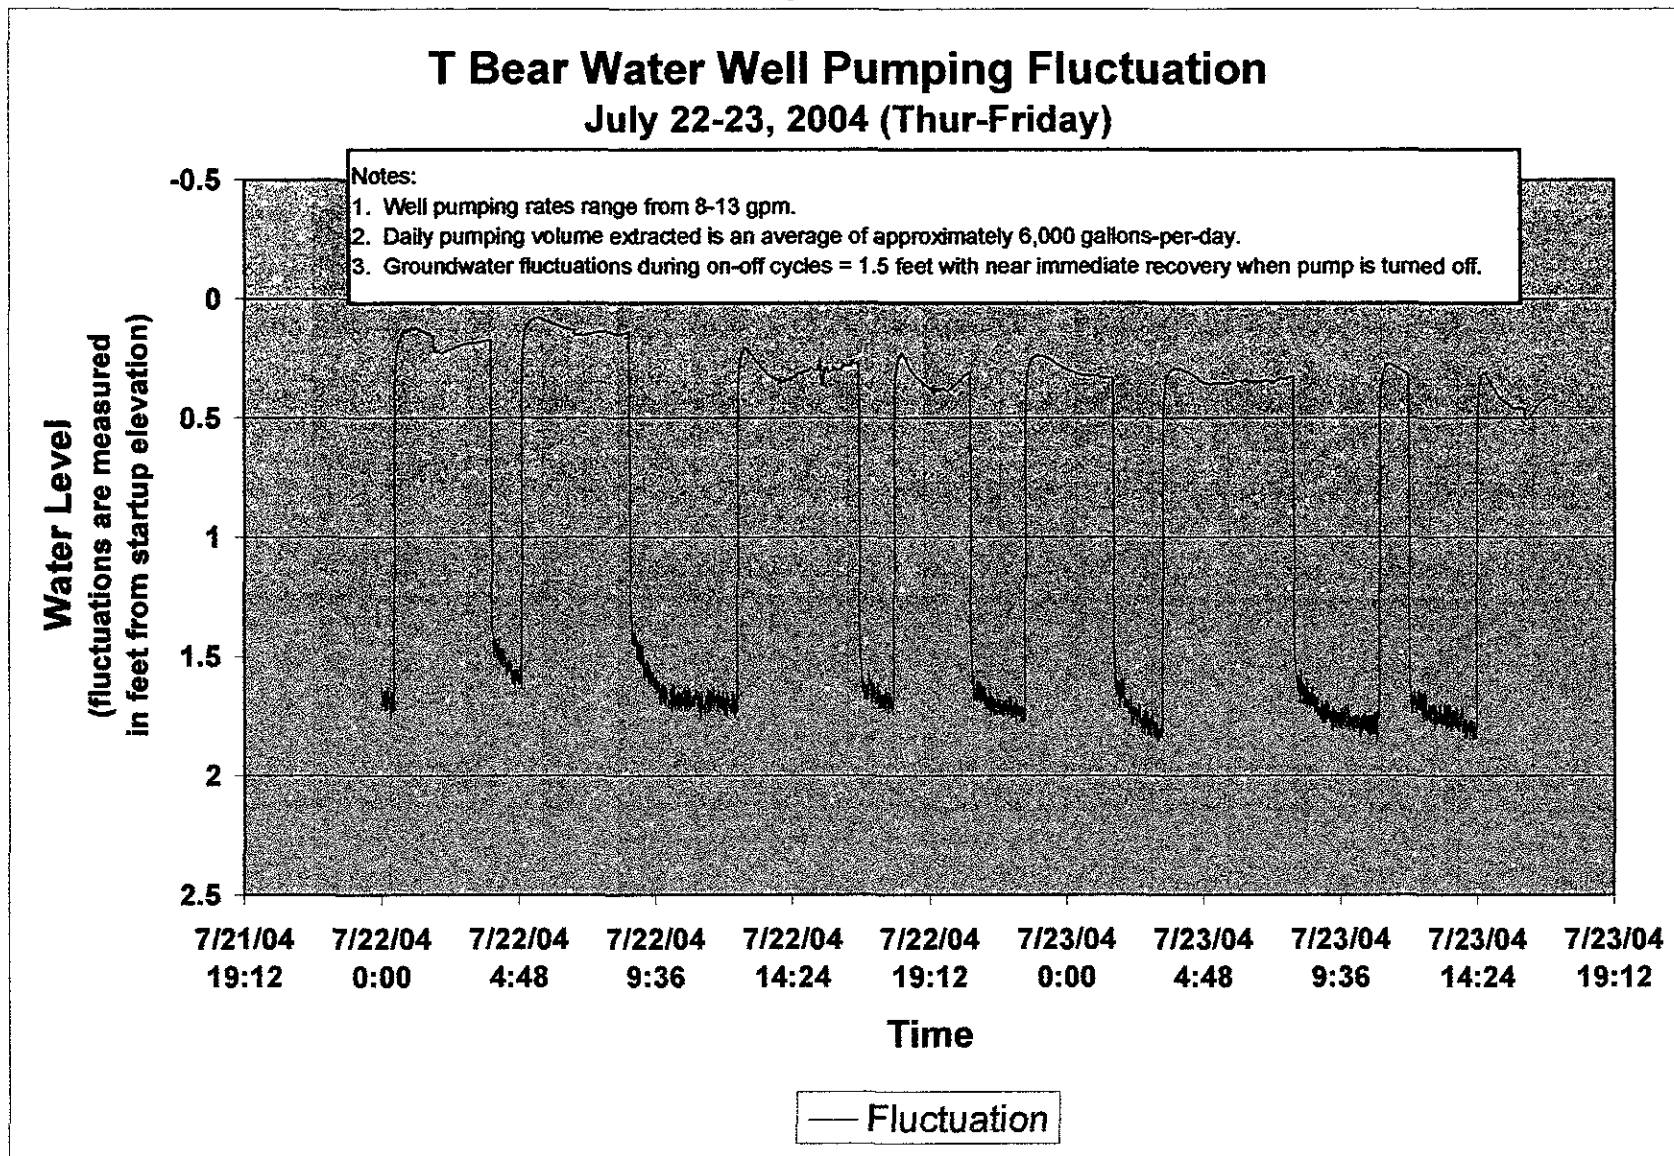 T Bear Water Well Pumping Fluctuation
July 22-23, 2004 (Thur-Friday)
Notes:
1. Well pumping rates range from 8-13 gpm.
2. Daily pumping volume extracted is an average of approximately 6,000 gallons-per-day.
3. Groundwater fluctuations during on-off cycles = 1.5 feet with near immediate recovery when pump is turned off.
Water Level
(fluctuations are measured
in feet from startup elevation)
-0.5
0
0.5
1
1.5
2
2.5
7/21/04 7/22/04 7/22/04 7/22/04 7/22/04 7/22/04 7/23/04 7/23/04 7/23/04 7/23/04 7/23/04
19:12 0:00 4:48 9:36 14:24 19:12 0:00 4:48 9:36 14:24 19:12
Time
Fluctuation